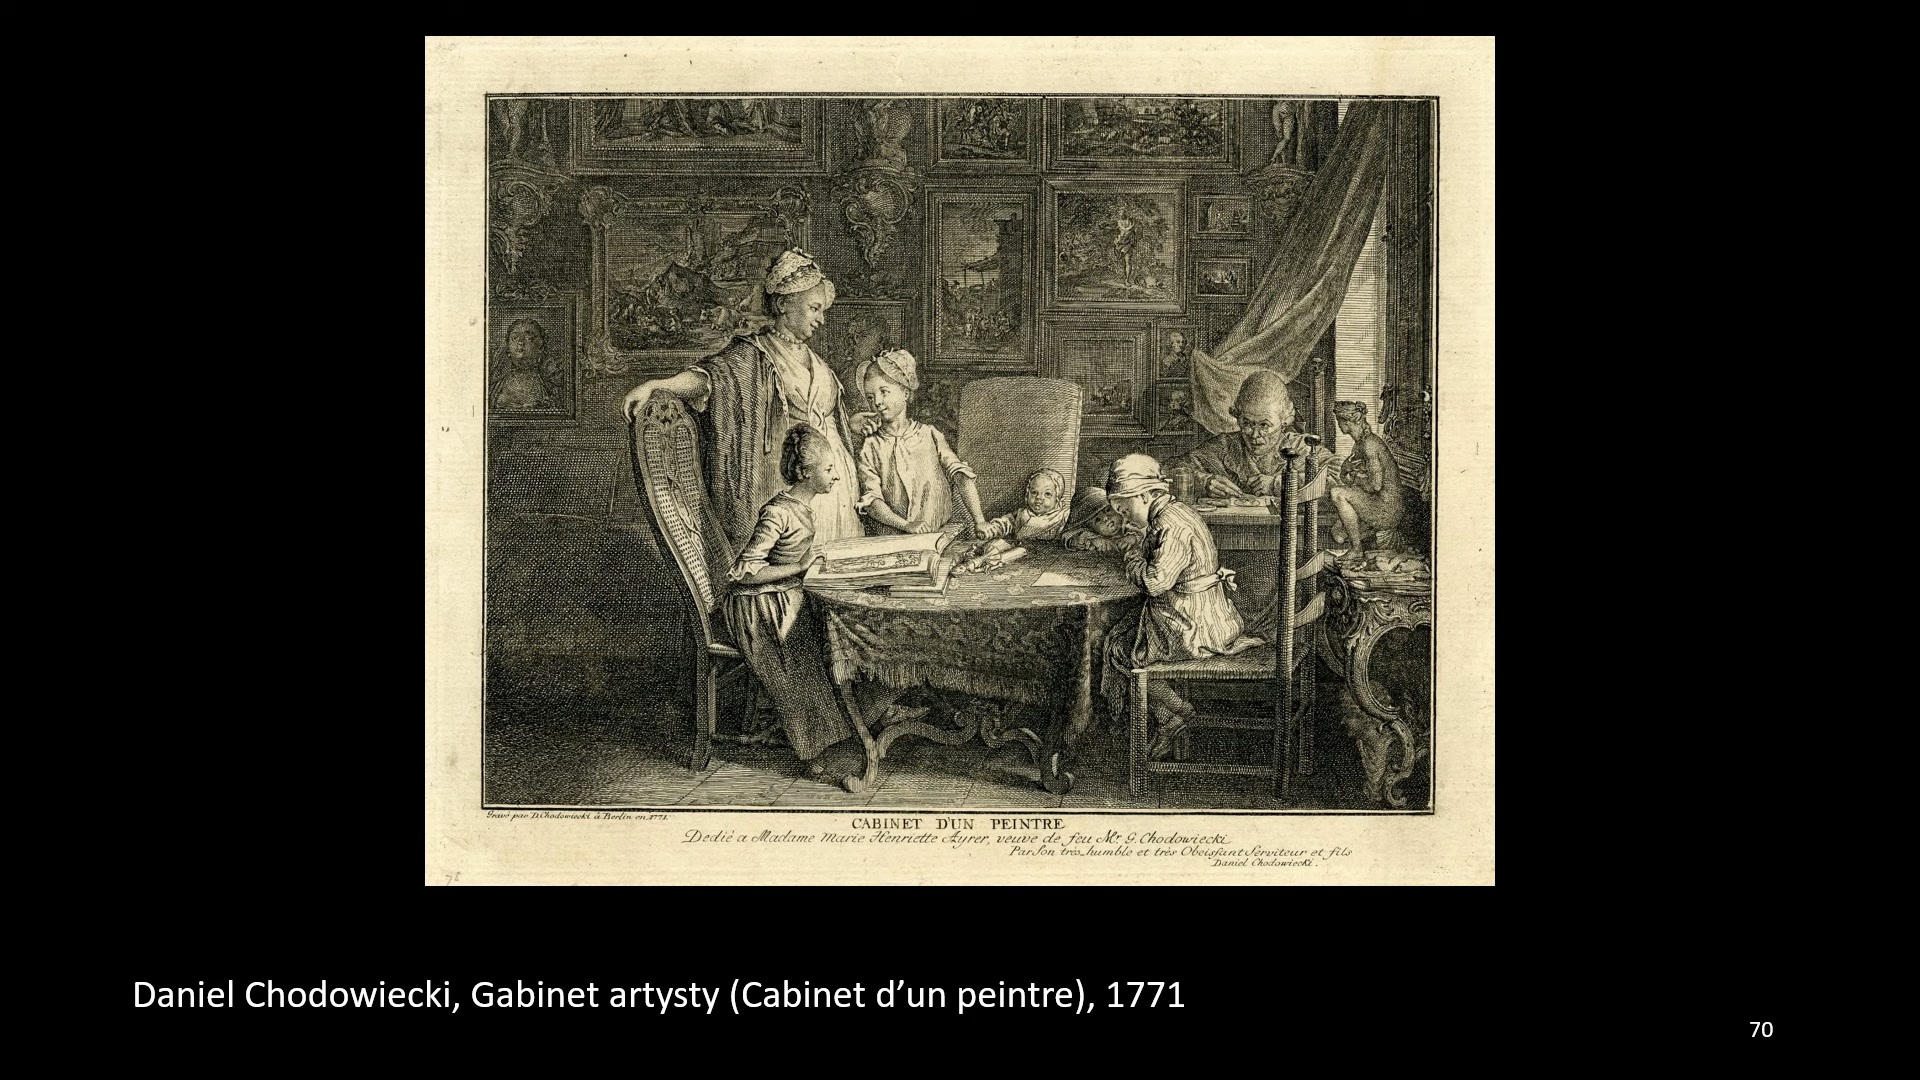 Gravé par D. Chodowiecki à Berlin en 1771.
CABINET D'UN PEINTRE
Dedié a Madame Marie Henriette Ayrer, veuve de feu Mr. G. Chodowiecki
Par Son tres humble et très Obeissant Serviteur et fils
Daniel Chodowiecki.
78
Daniel Chodowiecki, Gabinet artysty (Cabinet d’un peintre), 1771
70